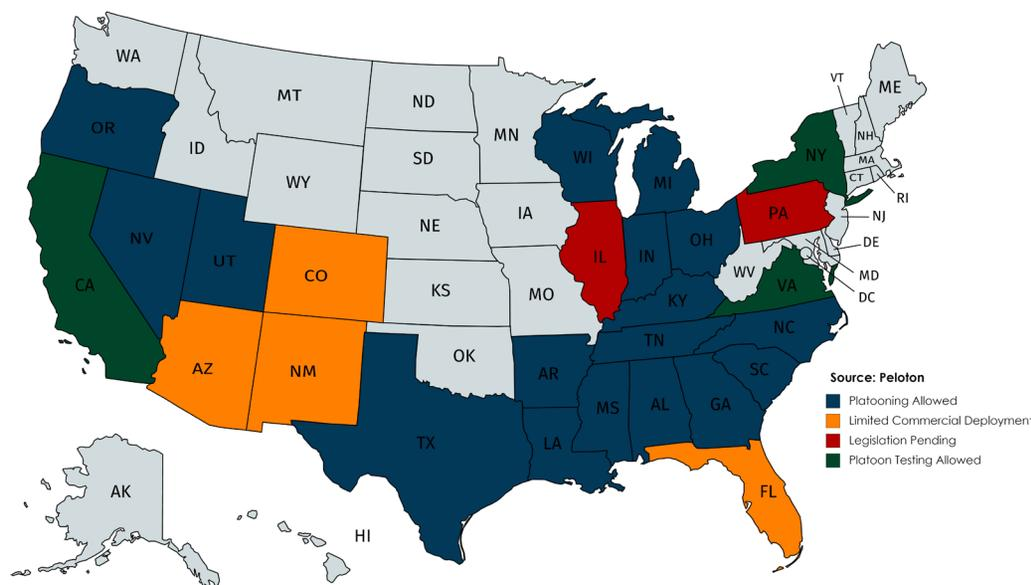 WA
MT
ND
MN
VT
ME
OR
ID
SD
WI
MI
NY
NH
MA
CT
RI
WY
IA
NE
PA
NJ
NV
UT
CO
IL
IN
OH
DE
CA
KS
MO
WV
VA
MD
DC
KY
NC
TN
OK
AZ
NM
AR
SC
Source: Peloton
Platooning Allowed
Limited Commercial Deployment
Legislation Pending
Platoon Testing Allowed
MS
AL
GA
TX
LA
FL
AK
HI